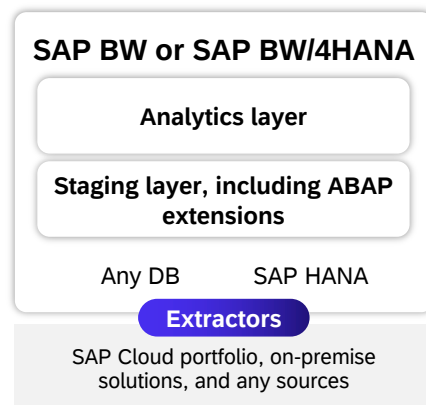 SAP BW or SAP BW/4HANA
Analytics layer
Staging layer, including ABAP
extensions
Any DB SAP HANA
Extractors
SAP Cloud portfolio, on-premise
solutions, and any sources